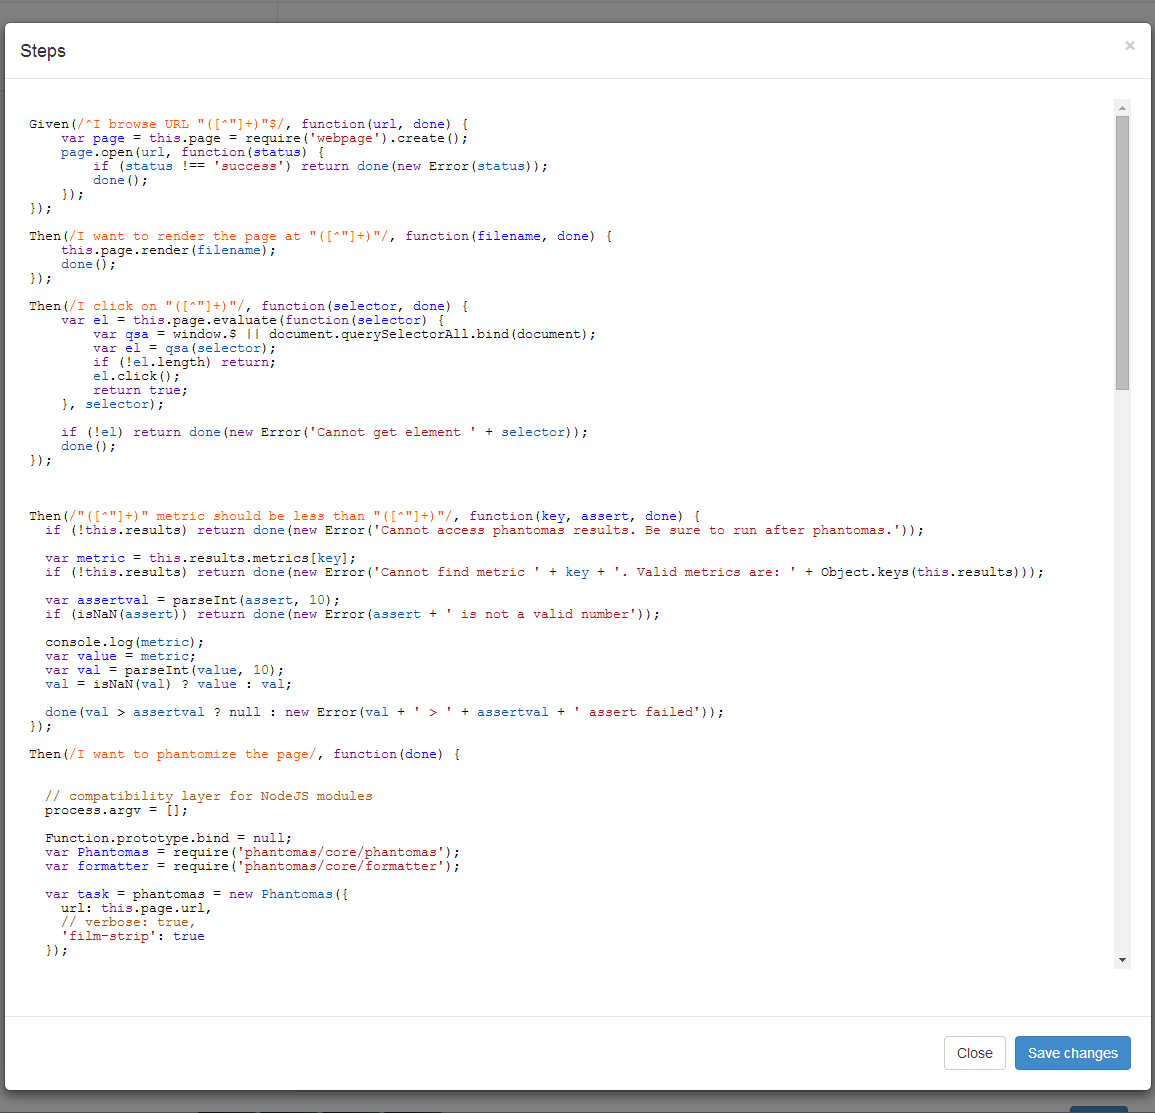 Steps
×
Given(/^I browse URL "([^"]+)"$/, function(url, done) {
    var page = this.page = require('webpage').create();
    page.open(url, function(status) {
        if (status !== 'success') return done(new Error(status));
        done();
    });
});
Then(/I want to render the page at "([^"]+)"/, function(filename, done) {
    this.page.render(filename);
    done();
});
Then(/I click on "([^"]+)"/, function(selector, done) {
    var el = this.page.evaluate(function(selector) {
        var qsa = window.$ || document.querySelectorAll.bind(document);
        var el = qsa(selector);
        if (!el.length) return;
        el.click();
        return true;
    }, selector);
    if (!el) return done(new Error('Cannot get element ' + selector));
    done();
});
Then(/"([^"]+)" metric should be less than "([^"]+)"/, function(key, assert, done) {
  if (!this.results) return done(new Error('Cannot access phantomas results. Be sure to run after phantomas.'));
  var metric = this.results.metrics[key];
  if (!this.results) return done(new Error('Cannot find metric ' + key + '. Valid metrics are: ' + Object.keys(this.results)));
  var assertval = parseInt(assert, 10);
  if (isNaN(assert)) return done(new Error(assert + ' is not a valid number'));
  console.log(metric);
  var value = metric;
  var val = parseInt(value, 10);
  val = isNaN(val) ? value : val;
  done(val > assertval ? null : new Error(val + ' > ' + assertval + ' assert failed'));
});
Then(/I want to phantomize the page/, function(done) {
  // compatibility layer for NodeJS modules
  process.argv = [];
  Function.prototype.bind = null;
  var Phantomas = require('phantomas/core/phantomas');
  var formatter = require('phantomas/core/formatter');
  var task = phantomas = new Phantomas({
    url: this.page.url,
    // verbose: true,
    'film-strip': true
  });
Close
Save changes